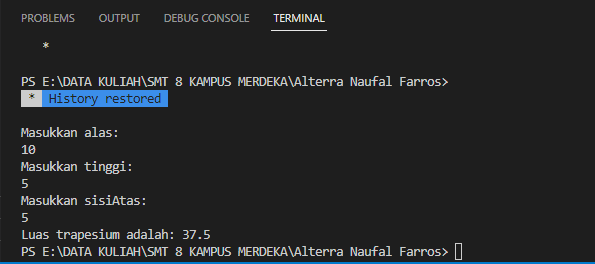 PROBLEMS OUTPUT DEBUG CONSOLE TERMINAL
*
PS E:\DATA KULIAH\SMT 8 KAMPUS MERDEKA\Alterra Naufal Farros>
* History restored
Masukkan alas:
10
Masukkan tinggi:
5
Masukkan sisiAtas:
5
Luas trapesium adalah: 37.5
PS E:\DATA KULIAH\SMT 8 KAMPUS MERDEKA\Alterra Naufal Farros>